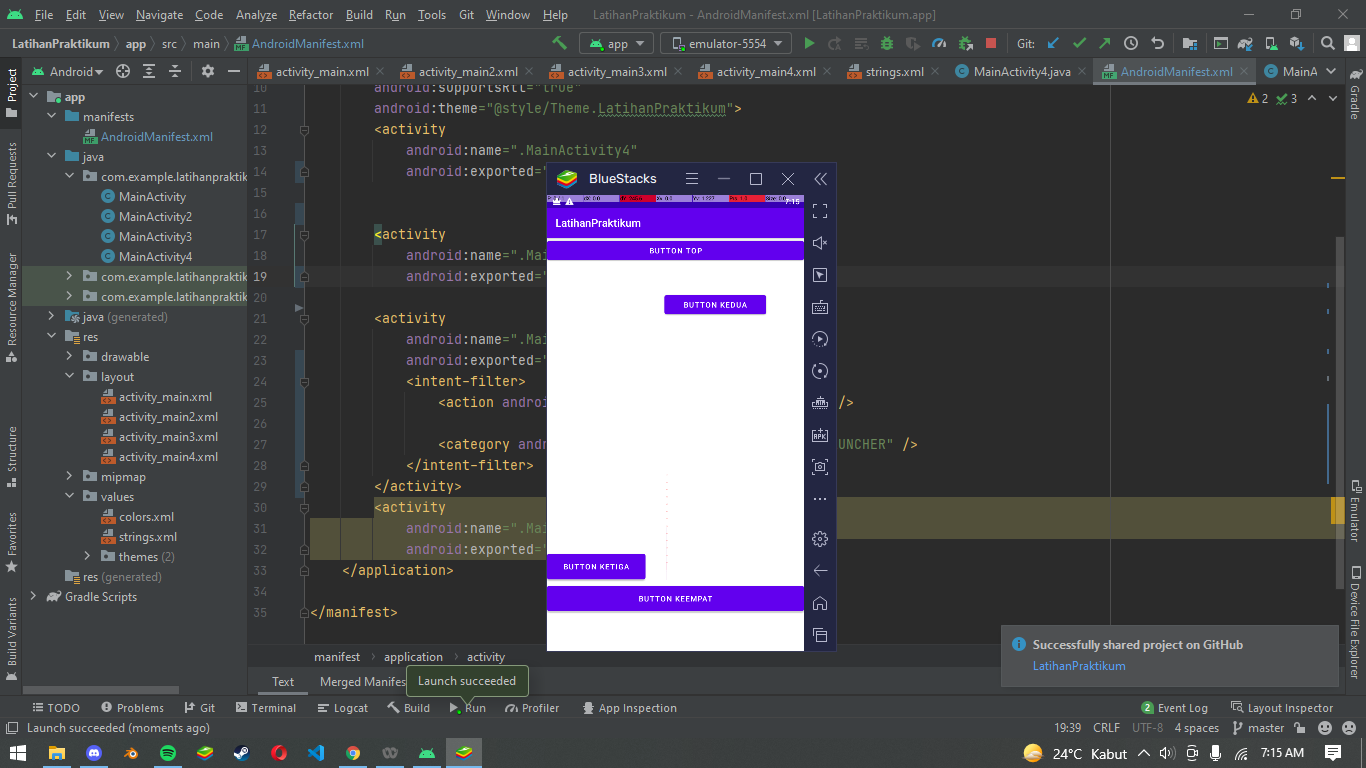 File Edit View Navigate Code Analyze Refactor Build Run Tools Git Window Help LatihanPraktikum - AndroidManifest.xml [LatihanPraktikum.app]
LatihanPraktikum app src main AndroidManifest.xml app emulator-5554 Git:
Android activity_main.xml activity_main2.xml activity_main3.xml activity_main4.xml strings.xml MainActivity4.java AndroidManifest.xml MainA
Project
Pull Requests
Resource Manager
Structure
Favorites
Build Variants
app
manifests
AndroidManifest.xml
java
com.example.latihanpraktik
MainActivity
MainActivity2
MainActivity3
MainActivity4
com.example.latihanpraktik
com.example.latihanpraktik
java (generated)
res
drawable
layout
activity_main.xml
activity_main2.xml
activity_main3.xml
activity_main4.xml
mipmap
values
colors.xml
strings.xml
themes (2)
res (generated)
Gradle Scripts
10 android:supportsRtl="true"
11 android:theme="@style/Theme.LatihanPraktikum">
12 <activity
13 android:name=".MainActivity4"
14 android:exported="
15
16
17 <activity
18 android:name=".Mai
19 android:exported="
20
21 <activity
22 android:name=".Mai
23 android:exported="
24 <intent-filter>
25 <action androi />
26
27 <category andr UNCHER" />
28 </intent-filter>
29 </activity>
30 <activity
31 android:name=".Mai
32 android:exported="
33 </application>
34
35 </manifest>
2 3
BlueStacks
7:15
LatihanPraktikum
BUTTON TOP
BUTTON KEDUA
BUTTON KETIGA
BUTTON KEEMPAT
APK
Gradle
Emulator
Device File Explorer
Successfully shared project on GitHub
LatihanPraktikum
manifest application activity
Text Merged Manifes
Launch succeeded
TODO Problems Git Terminal Logcat Build Run Profiler App Inspection 2 Event Log Layout Inspector
Launch succeeded (moments ago) 19:39 CRLF UTF-8 4 spaces master
24°C Kabut 7:15 AM